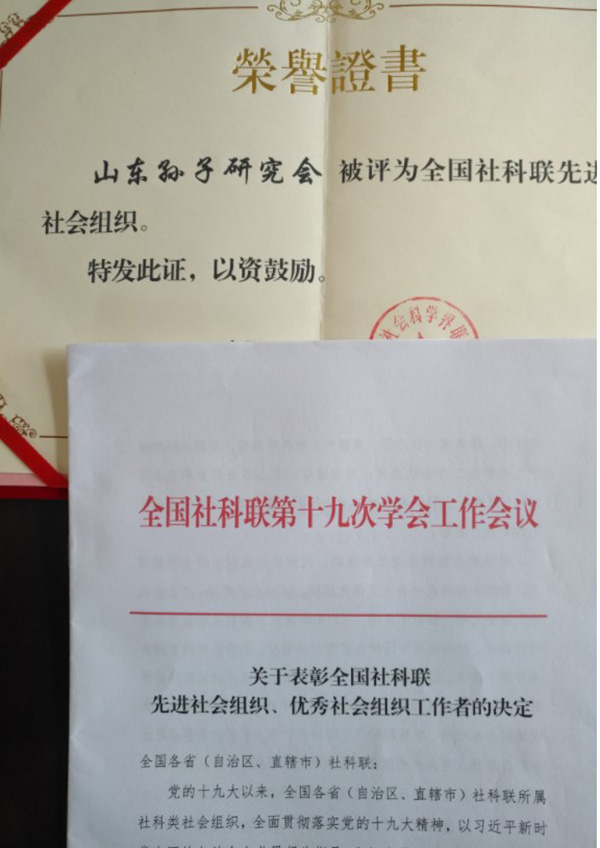 榮譽證書
山东孙子研究会 被评为全国社科联先进
社会组织。
特发此证，以资鼓励。
社会科学界联
全国社科联第十九次学会工作会议
关于表彰全国社科联
先进社会组织、优秀社会组织工作者的决定
全国各省（自治区、直辖市）社科联：
党的十九大以来，全国各省（自治区、直辖市）社科联所属
社科类社会组织，全面贯彻落实党的十九大精神，以习近平新时